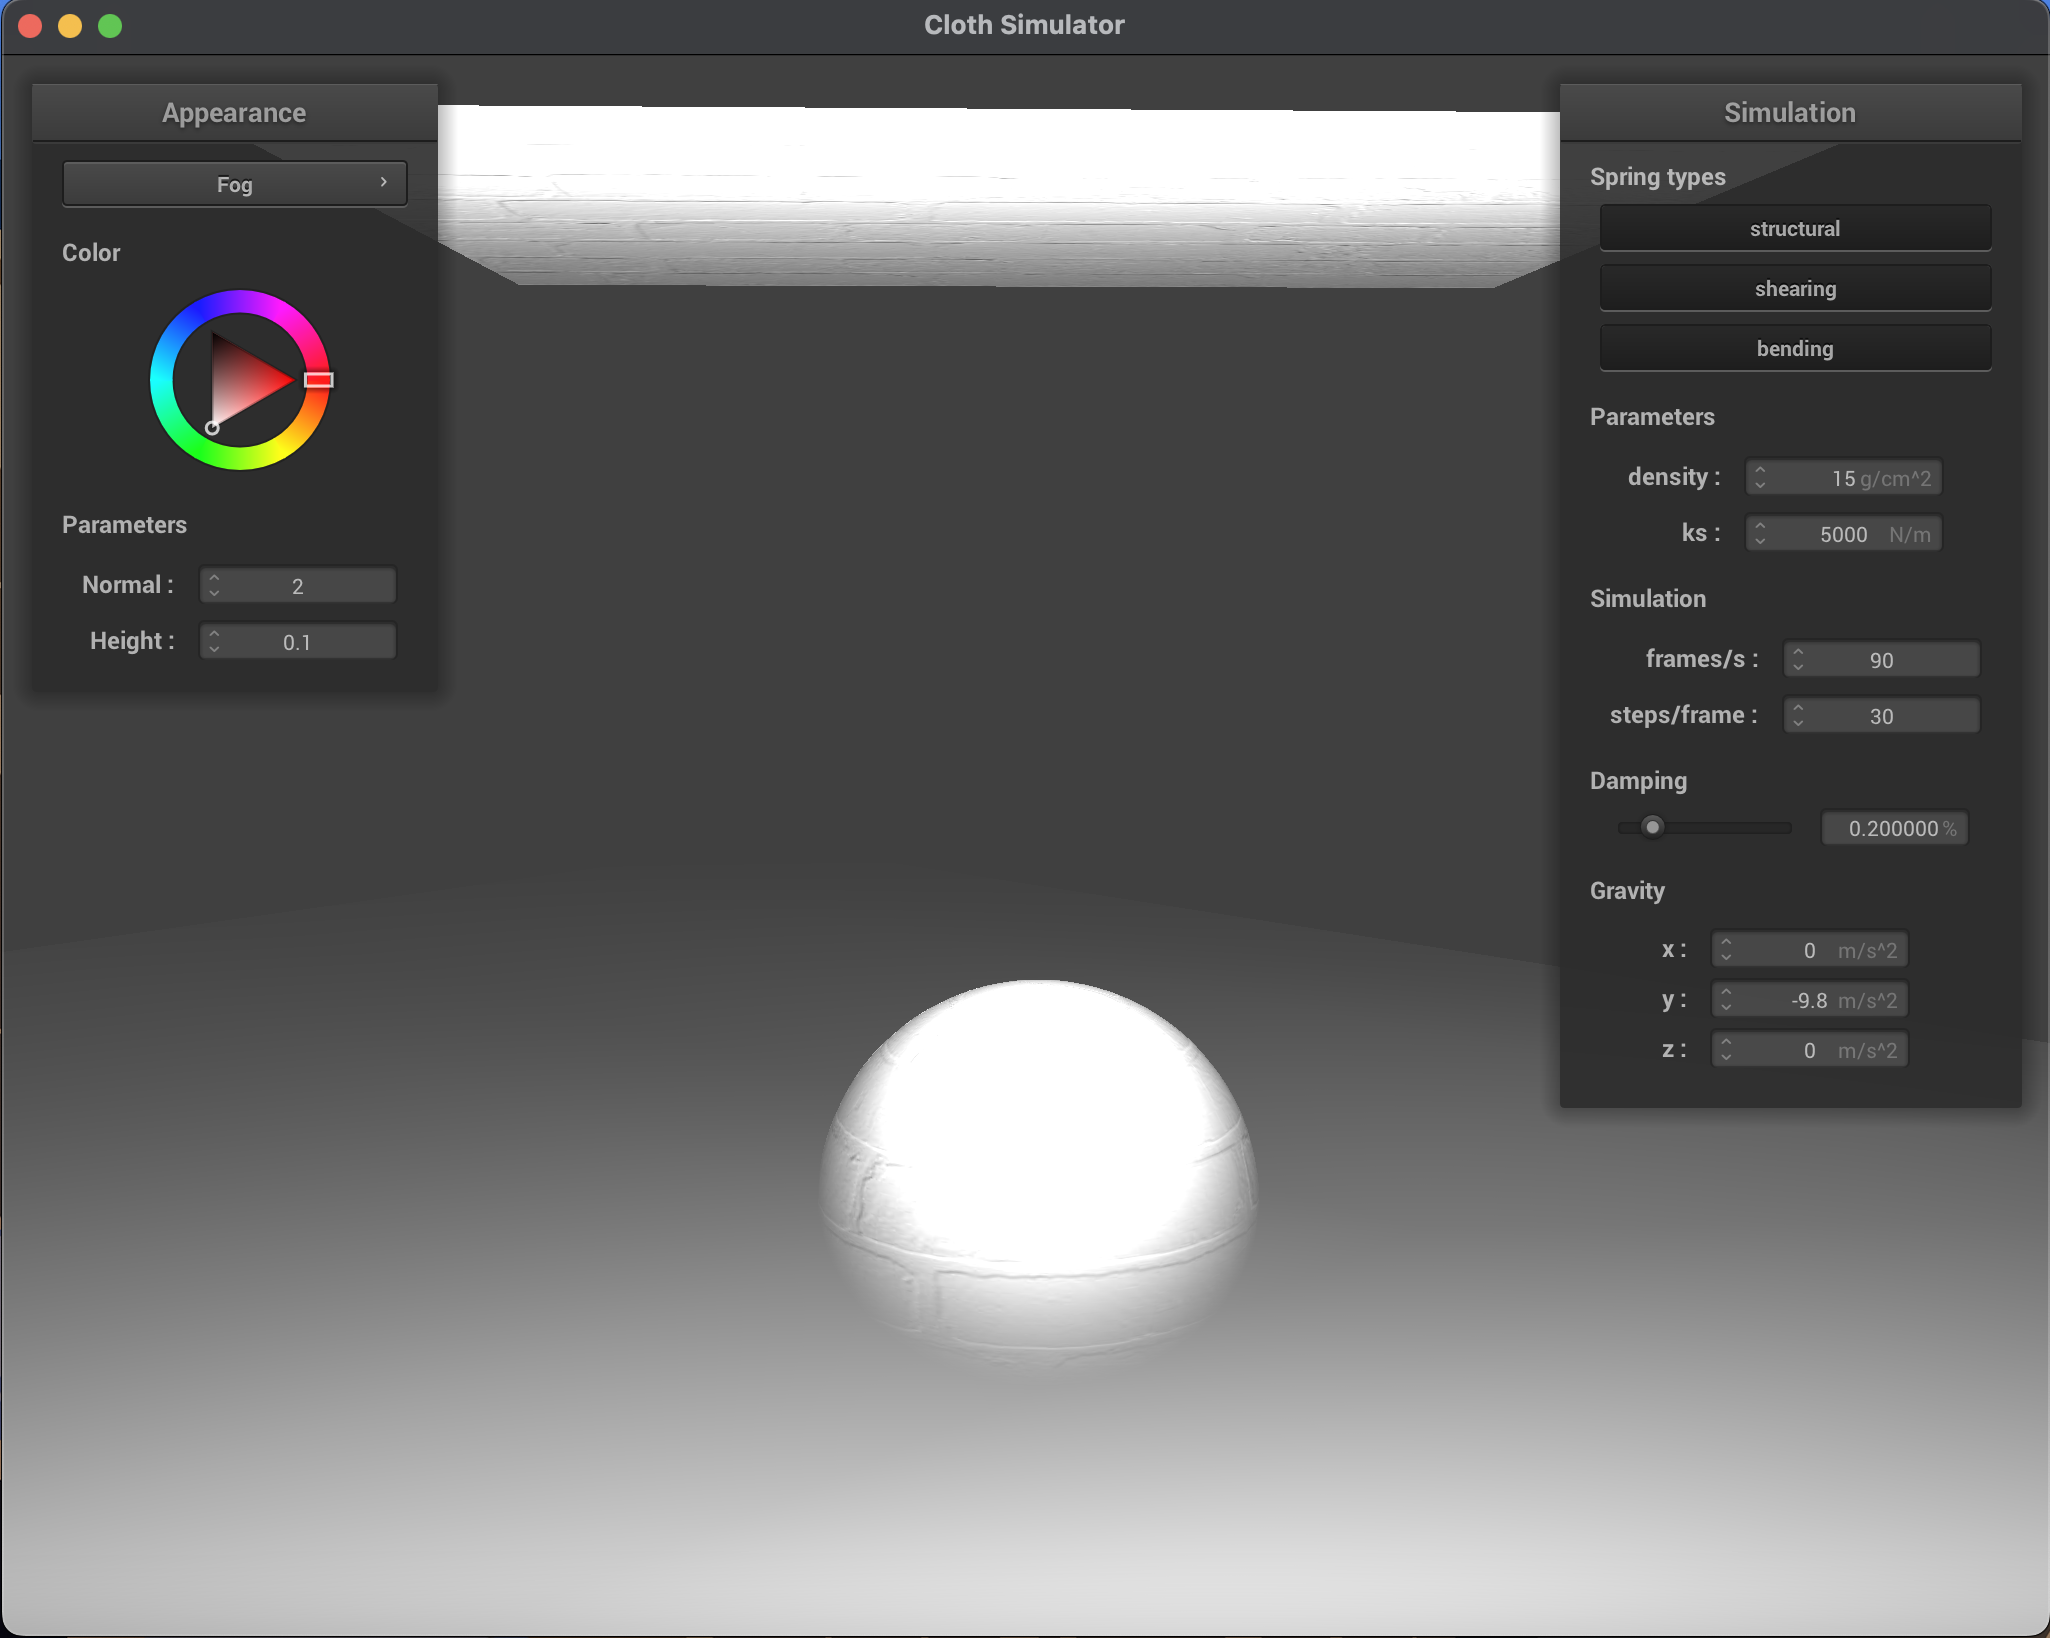 Cloth Simulator
Appearance
Fog
Color
Parameters
Normal : 2
Height : 0.1
Simulation
Spring types
structural
shearing
bending
Parameters
density : 15 g/cm^2
ks : 5000 N/m
Simulation
frames/s : 90
steps/frame : 30
Damping
0.200000 %
Gravity
x : 0 m/s^2
y : -9.8 m/s^2
z : 0 m/s^2